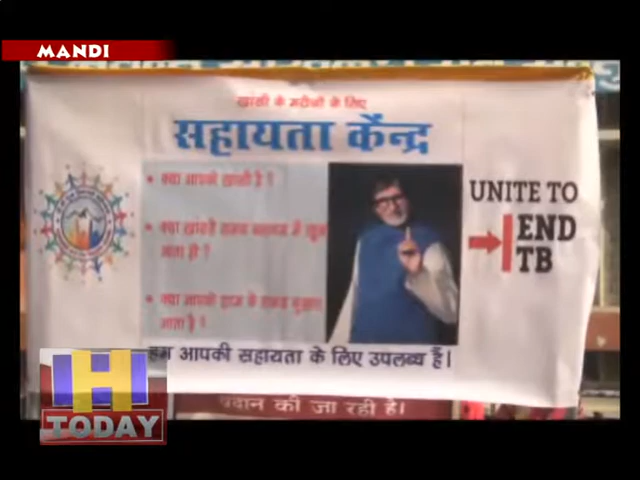 MANDI
खांसी के मरीजों के लिए
सहायता केंन्द्र
• क्या आपको खांसी है ?
• क्या खांसते समय बलगम में खून
आता है ?
• क्या आपको शाम के समय बुखार
आता है ?
हम आपकी सहायता के लिए उपलब्ध हैं।
UNITE TO
END
TB
प्रदान की जा रही है।
H
TODAY